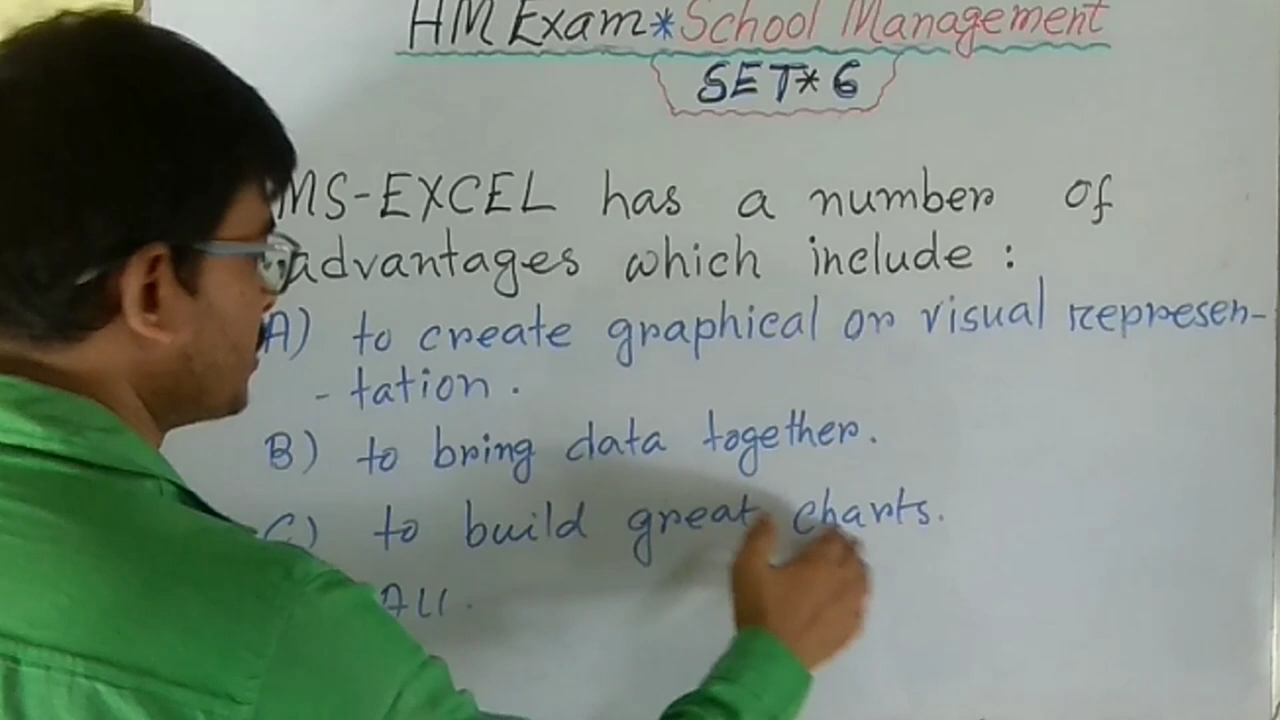 HM Exam * School Management
SET * 6
MS-EXCEL has a number of
advantages which include :
A) to create graphical or visual represen-
- tation .
B) to bring data together.
C) to build great charts.
All.